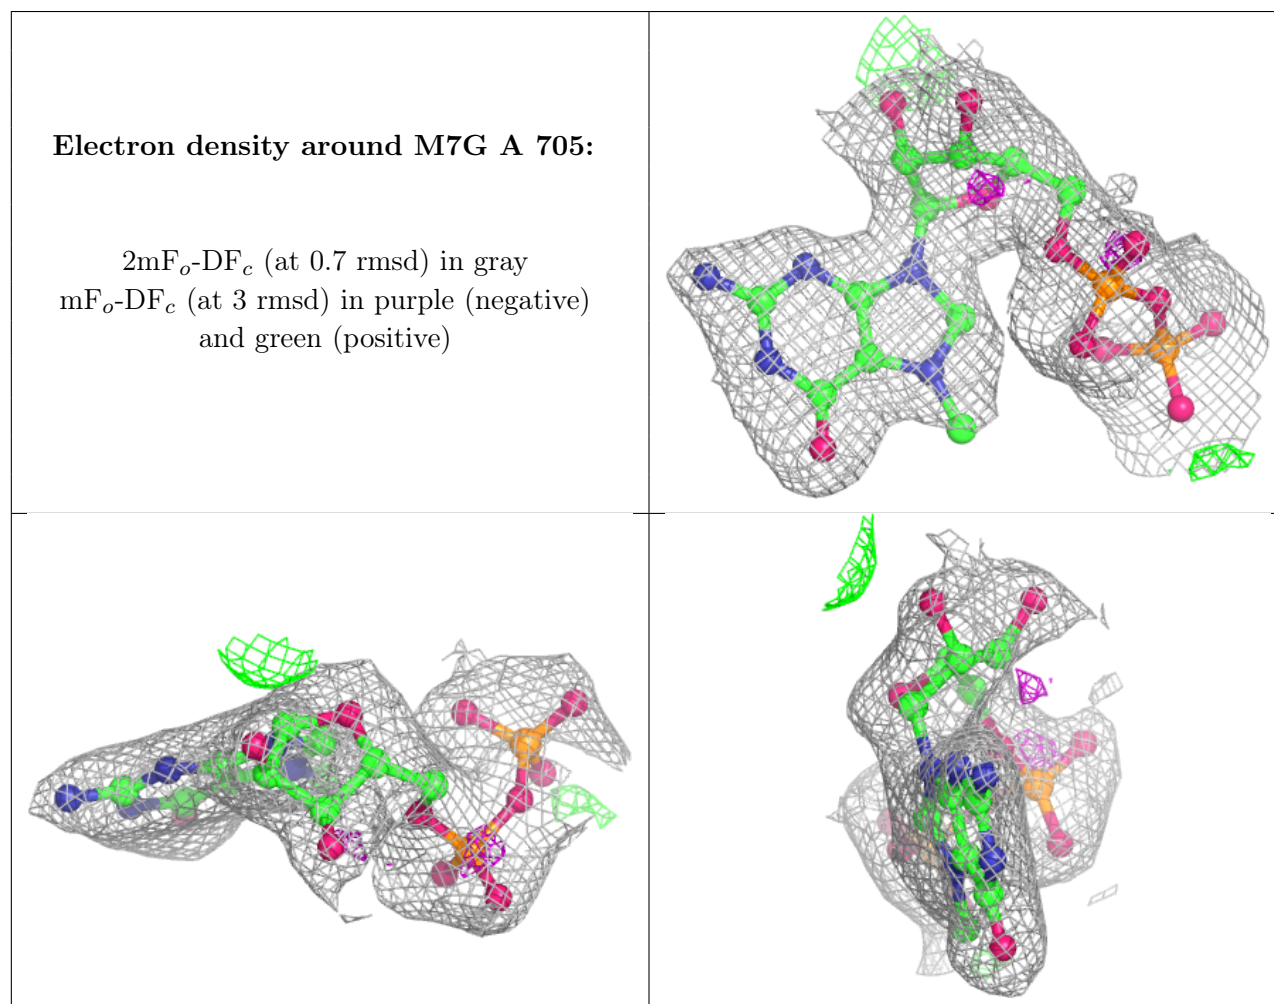 Electron density around M7G A 705:
2mFo-DFc (at 0.7 rmsd) in gray
mFo-DFc (at 3 rmsd) in purple (negative)
and green (positive)